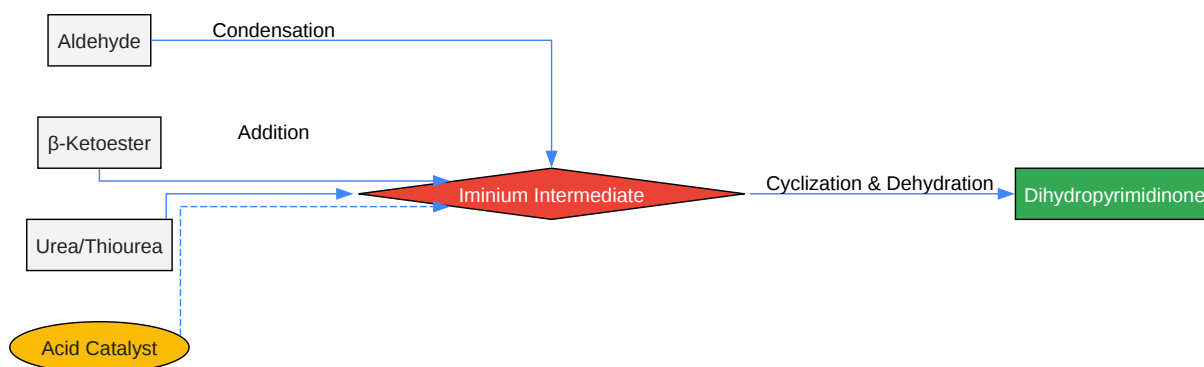 Aldehyde
Condensation
β-Ketoester
Addition
Iminium Intermediate
Cyclization & Dehydration
Dihydropyrimidinone
Urea/Thiourea
Acid Catalyst